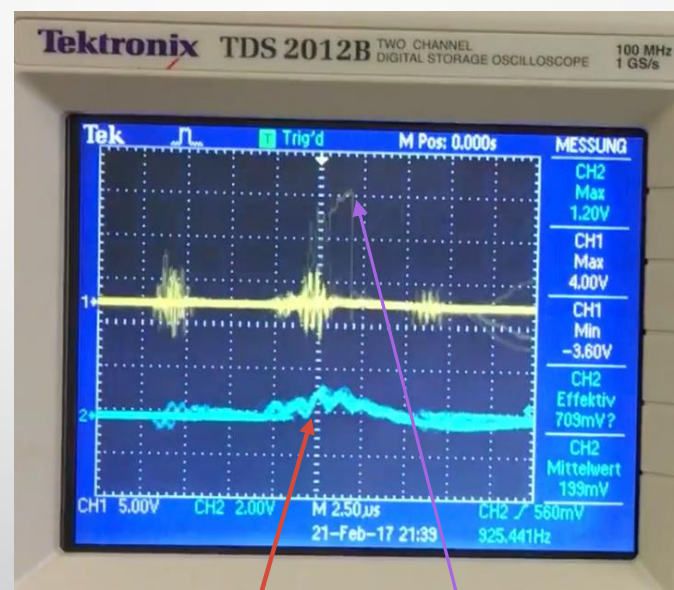 Tektronix TDS 2012B TWO CHANNEL DIGITAL STORAGE OSCILLOSCOPE 100 MHz 1 GS/s
Tek T Trig'd M Pos: 0.000s MESSUNG
CH2
Max
1.20V
CH1
Max
4.00V
1
CH1
Min
-3.60V
CH2
Effektiv
709mV?
2
CH2
Mittelwert
199mV
CH1 5.00V CH2 2.00V M 2.50µs CH2 / 560mV
21-Feb-17 21:39 925.441Hz